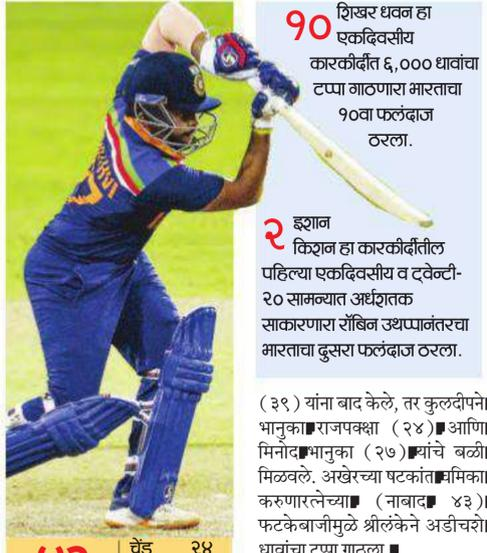 १० शिखर धवन हा
एकदिवसीय
कारकीर्दीत ६,००० धावांचा
टप्पा गाठणारा भारताचा
१०वा फलंदाज
ठरला.
२ इशान
किशन हा कारकीर्दीतील
पहिल्या एकदिवसीय व ट्वेन्टी-
२० सामन्यात अर्धशतक
साकारणारा रॉबिन उथप्पानंतरचा
भारताचा दुसरा फलंदाज ठरला.
(३९) यांना बाद केले, तर कुलदीपने
भानुका राजपक्षा (२४) आणि
मिनोद भानुका (२७) यांचे बळी
मिळवले. अखेरच्या षटकांत चमिका
करुणारत्नेच्या (नाबाद ४३)
फटकेबाजीमुळे श्रीलंकेने अडीचशे
धावांचा टप्पा गाठला.
चेंडू २४